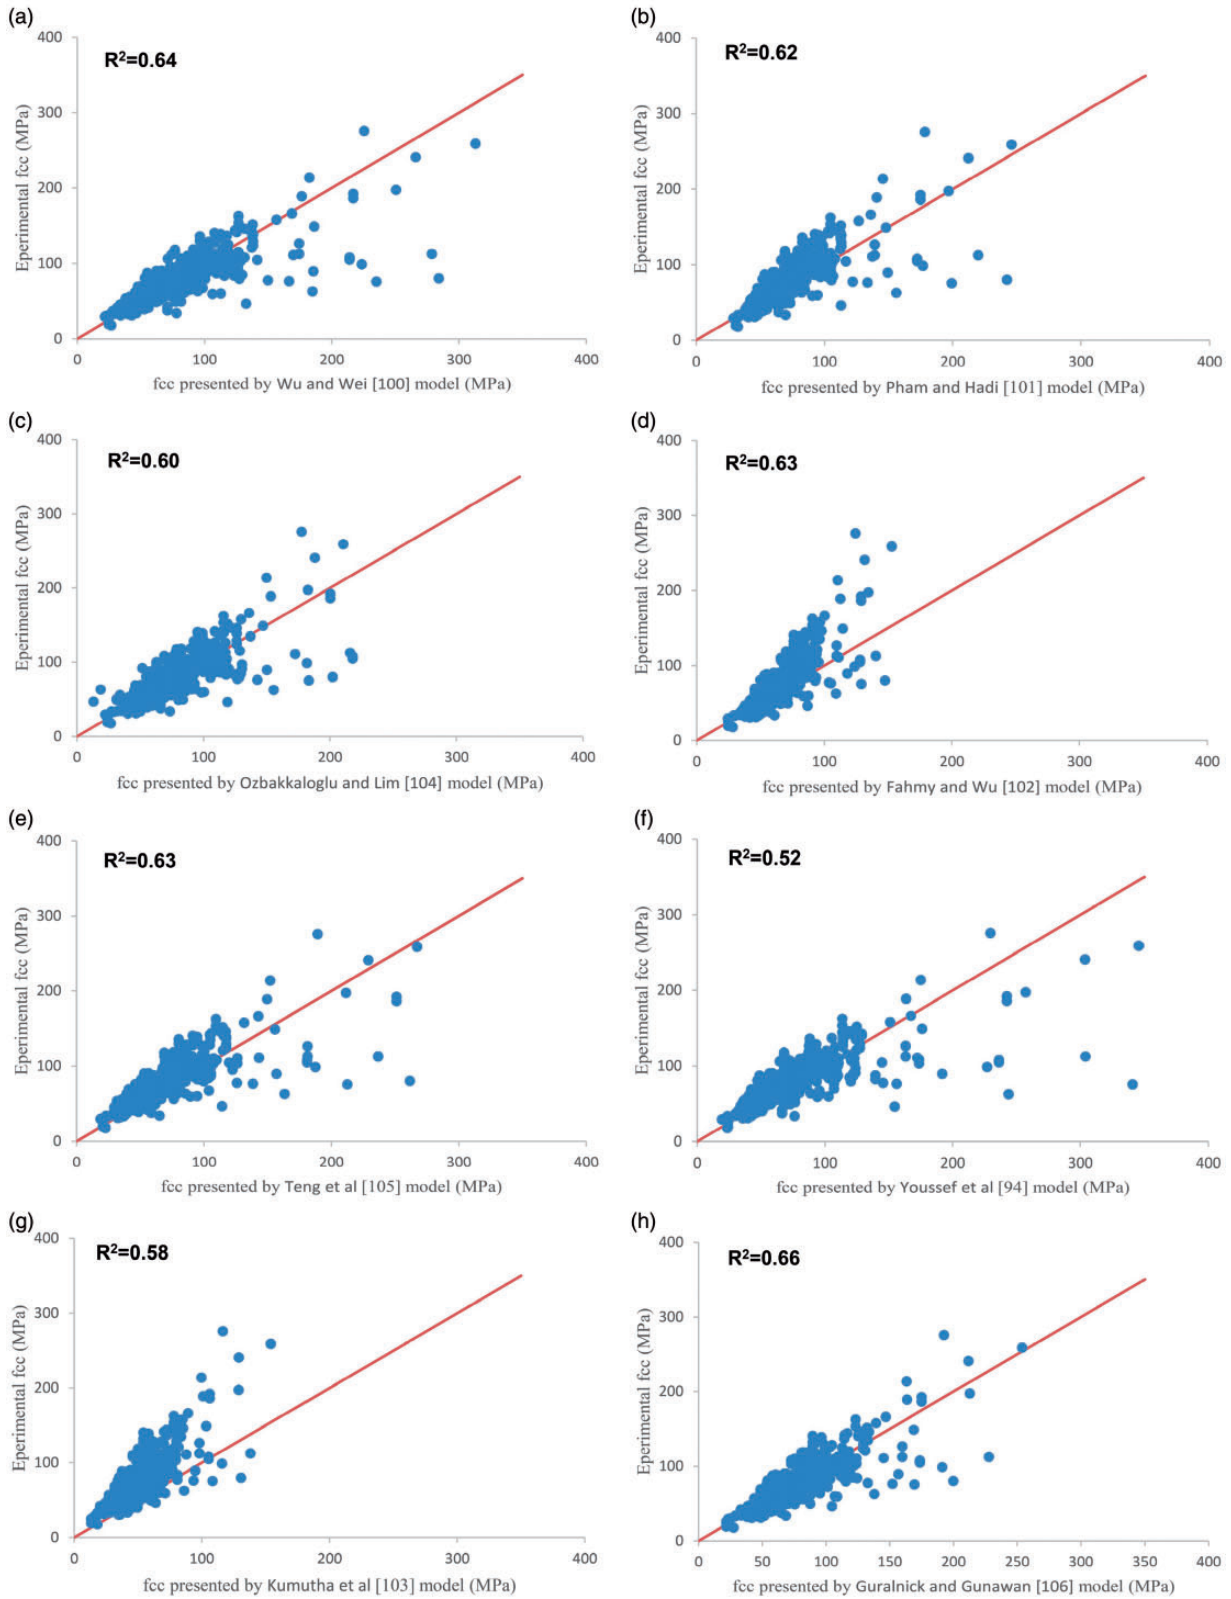 (a)
400
R²=0.64
300
200
100
0
0 100 200 300 400
Eperimental fcc (MPa)
fcc presented by Wu and Wei [100] model (MPa)
(b)
400
R²=0.62
300
200
100
0
0 100 200 300 400
Eperimental fcc (MPa)
fcc presented by Pham and Hadi [101] model (MPa)
(c)
400
R²=0.60
300
200
100
0
0 100 200 300 400
Eperimental fcc (MPa)
fcc presented by Ozbakkaloglu and Lim [104] model (MPa)
(d)
400
R²=0.63
300
200
100
0
0 100 200 300 400
Eperimental fcc (MPa)
fcc presented by Fahmy and Wu [102] model (MPa)
(e)
400
R²=0.63
300
200
100
0
0 100 200 300 400
Eperimental fcc (MPa)
fcc presented by Teng et al [105] model (MPa)
(f)
400
R²=0.52
300
200
100
0
0 100 200 300 400
Eperimental fcc (MPa)
fcc presented by Youssef et al [94] model (MPa)
(g)
400
R²=0.58
300
200
100
0
0 100 200 300 400
Eperimental fcc (MPa)
fcc presented by Kumutha et al [103] model (MPa)
(h)
400
R²=0.66
300
200
100
0
0 50 100 150 200 250 300 350 400
Eperimental fcc (MPa)
fcc presented by Guralnick and Gunawan [106] model (MPa)